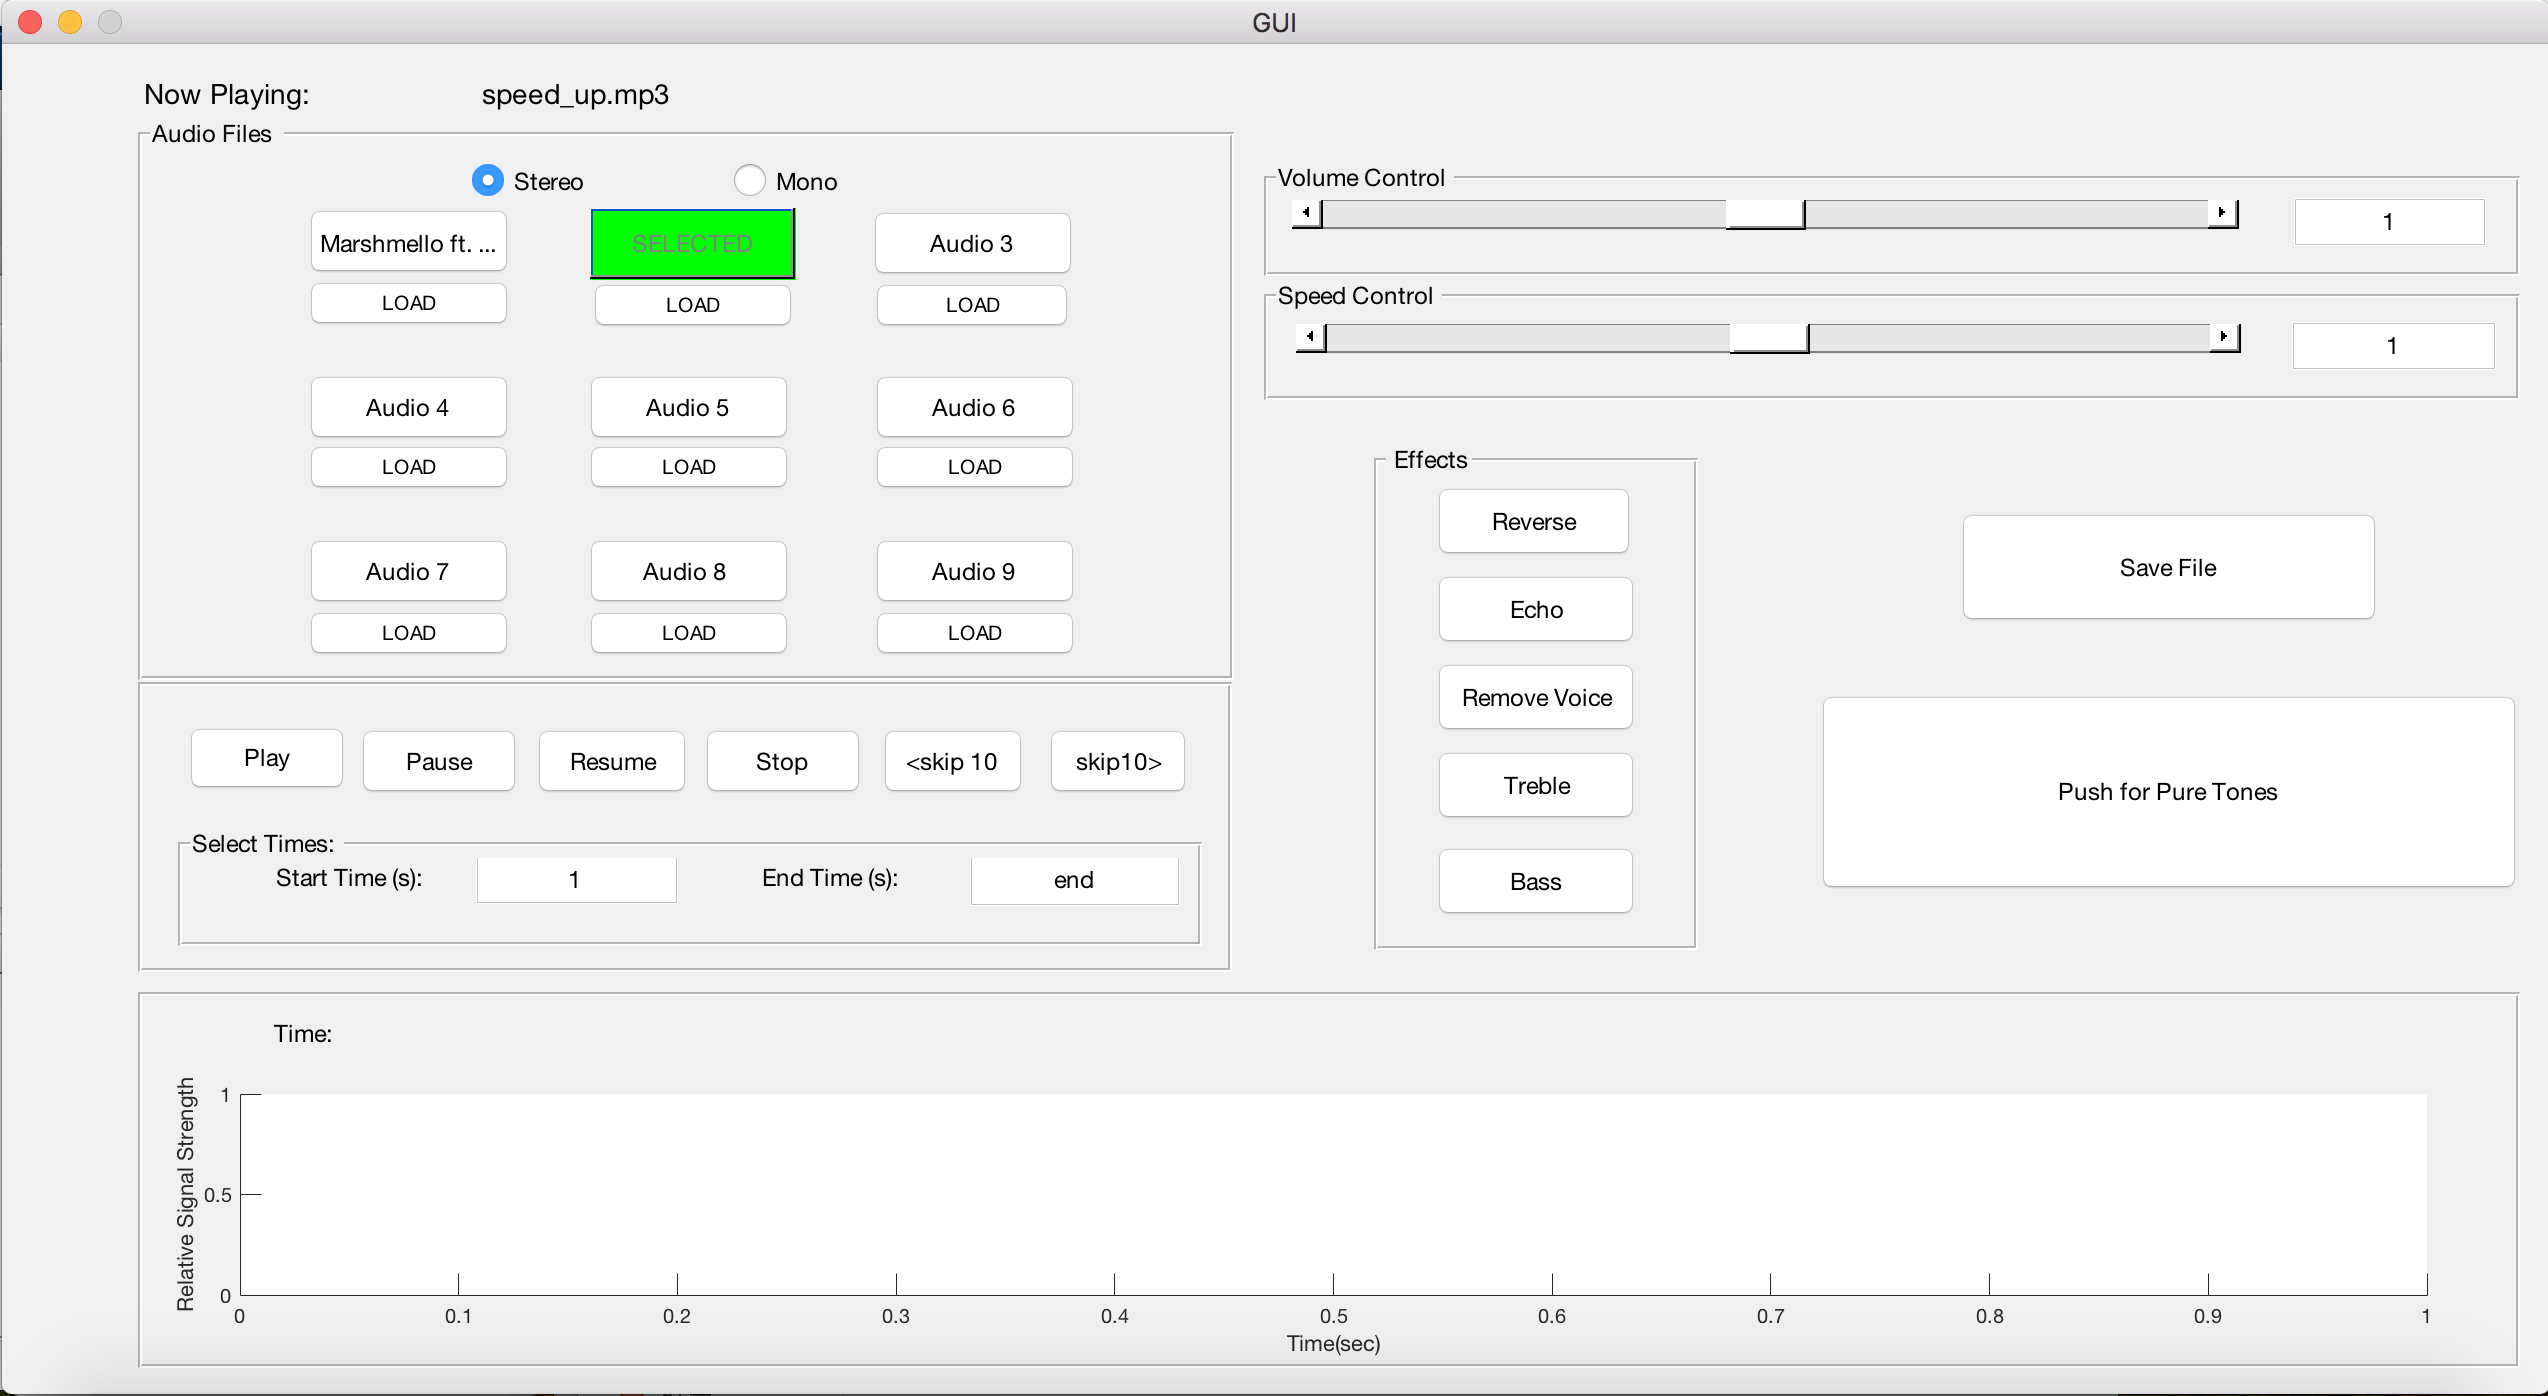 GUI
Now Playing: speed_up.mp3
Audio Files
Stereo Mono
Marshmello ft. ... SELECTED Audio 3
LOAD LOAD LOAD
Audio 4 Audio 5 Audio 6
LOAD LOAD LOAD
Audio 7 Audio 8 Audio 9
LOAD LOAD LOAD
Play Pause Resume Stop <skip 10 skip10>
Select Times:
Start Time (s): 1 End Time (s): end
Volume Control
1
Speed Control
1
Effects
Reverse
Echo
Remove Voice
Treble
Bass
Save File
Push for Pure Tones
Time:
Relative Signal Strength
1
0.5
0
0 0.1 0.2 0.3 0.4 0.5 0.6 0.7 0.8 0.9 1
Time(sec)